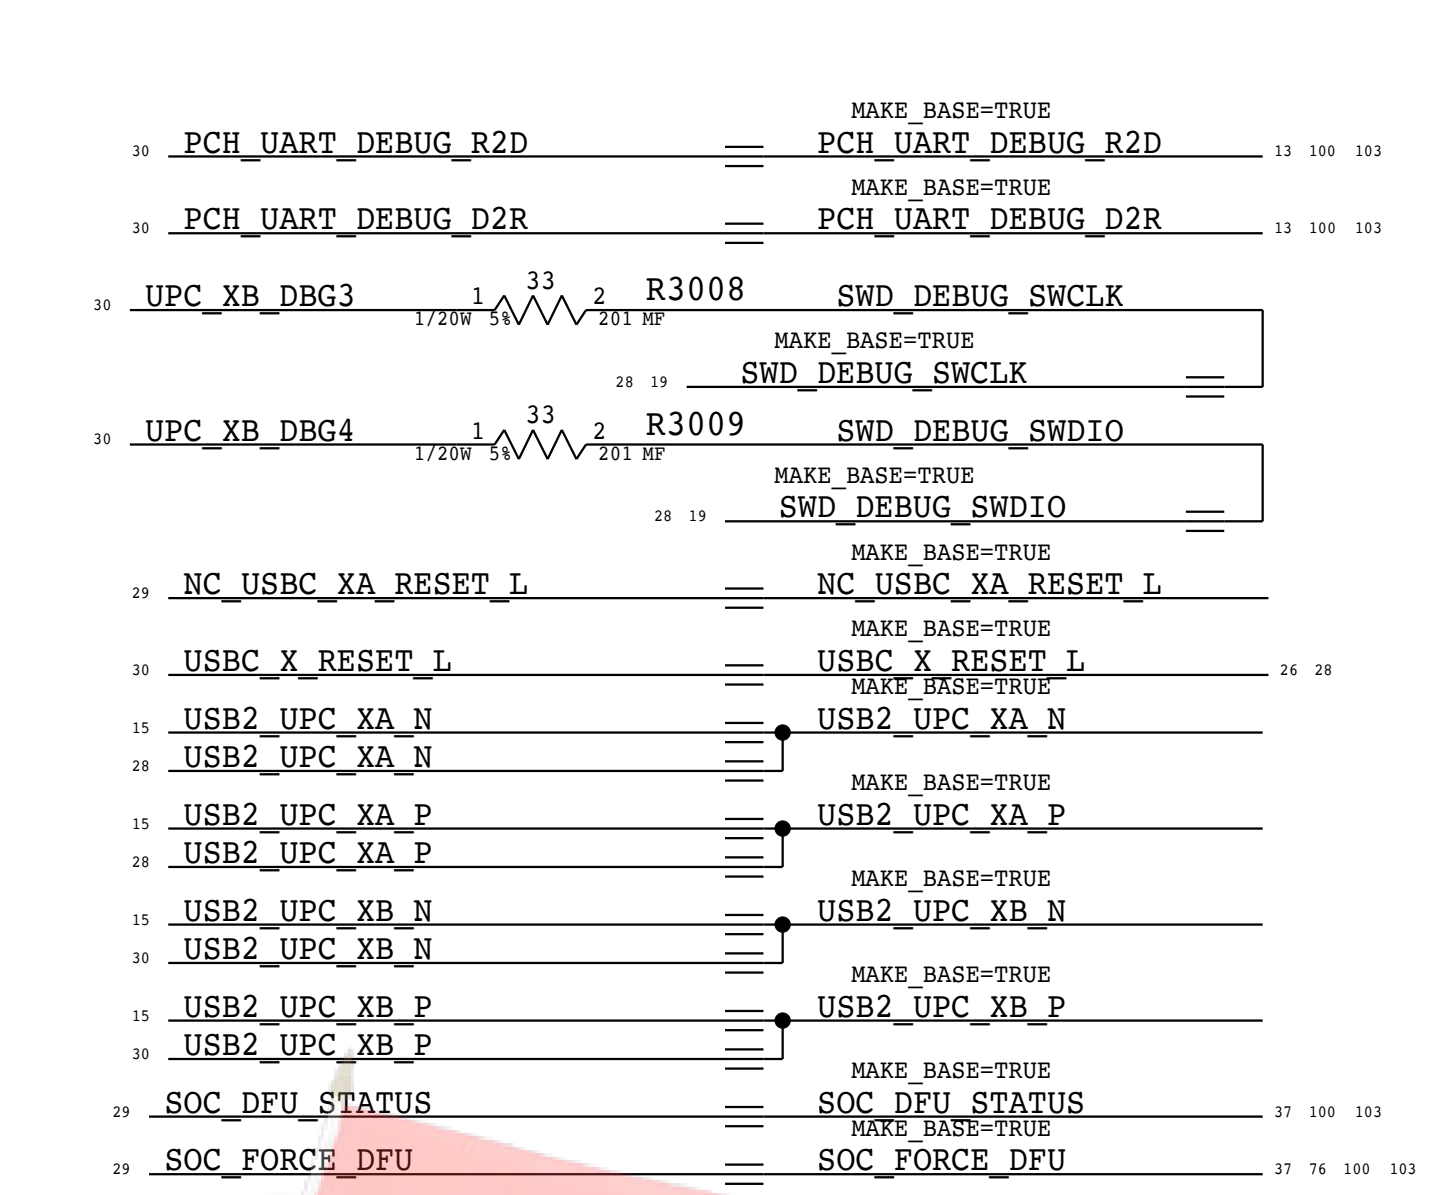 MAKE_BASE=TRUE
30 PCH_UART_DEBUG_R2D PCH_UART_DEBUG_R2D 13 100 103
MAKE_BASE=TRUE
30 PCH_UART_DEBUG_D2R PCH_UART_DEBUG_D2R 13 100 103
30 UPC_XB_DBG3 1 33 2 R3008 SWD_DEBUG_SWCLK
1/20W 5% 201 MF
MAKE_BASE=TRUE
28 19 SWD_DEBUG_SWCLK
30 UPC_XB_DBG4 1 33 2 R3009 SWD_DEBUG_SWDIO
1/20W 5% 201 MF
MAKE_BASE=TRUE
28 19 SWD_DEBUG_SWDIO
MAKE_BASE=TRUE
29 NC_USBC_XA_RESET_L NC_USBC_XA_RESET_L
MAKE_BASE=TRUE
30 USBC_X_RESET_L USBC_X_RESET_L 26 28
MAKE_BASE=TRUE
15 USB2_UPC_XA_N USB2_UPC_XA_N
28 USB2_UPC_XA_N
MAKE_BASE=TRUE
15 USB2_UPC_XA_P USB2_UPC_XA_P
28 USB2_UPC_XA_P
MAKE_BASE=TRUE
15 USB2_UPC_XB_N USB2_UPC_XB_N
30 USB2_UPC_XB_N
MAKE_BASE=TRUE
15 USB2_UPC_XB_P USB2_UPC_XB_P
30 USB2_UPC_XB_P
MAKE_BASE=TRUE
29 SOC_DFU_STATUS SOC_DFU_STATUS 37 100 103
MAKE_BASE=TRUE
29 SOC_FORCE_DFU SOC_FORCE_DFU 37 76 100 103